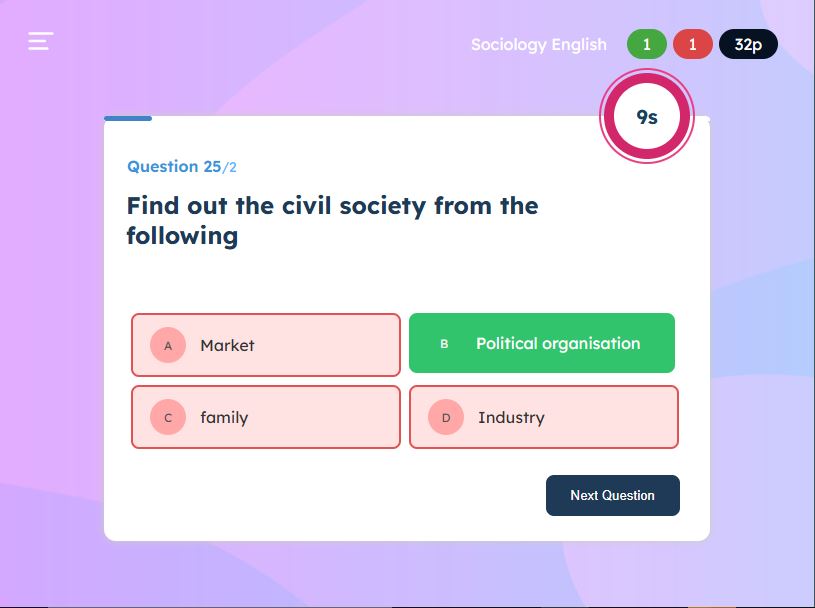 Sociology English
1
1
32p
9s
Question 25/2
Find out the civil society from the
following
A
Market
B
Political organisation
C
family
D
Industry
Next Question